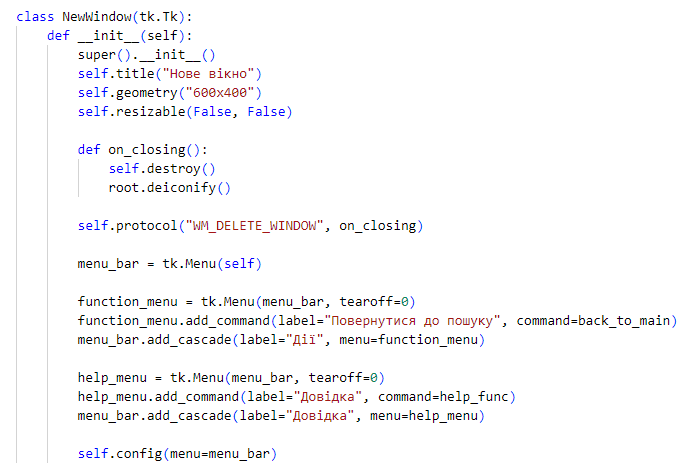 class NewWindow(tk.Tk):
    def __init__(self):
        super().__init__()
        self.title("Нове вікно")
        self.geometry("600x400")
        self.resizable(False, False)

        def on_closing():
            self.destroy()
            root.deiconify()

        self.protocol("WM_DELETE_WINDOW", on_closing)

        menu_bar = tk.Menu(self)

        function_menu = tk.Menu(menu_bar, tearoff=0)
        function_menu.add_command(label="Повернутися до пошуку", command=back_to_main)
        menu_bar.add_cascade(label="Дії", menu=function_menu)

        help_menu = tk.Menu(menu_bar, tearoff=0)
        help_menu.add_command(label="Довідка", command=help_func)
        menu_bar.add_cascade(label="Довідка", menu=help_menu)

        self.config(menu=menu_bar)